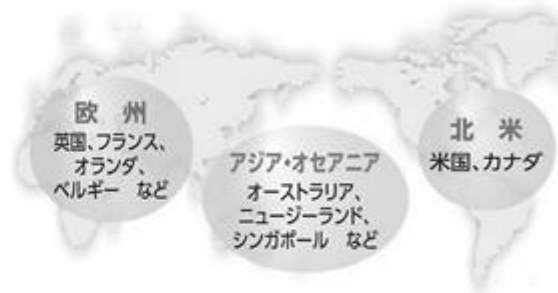 欧 州
英国、フランス、
オランダ、
ベルギー など
アジア・オセアニア
オーストラリア、
ニュージーランド、
シンガポール など
北 米
米国、カナダ